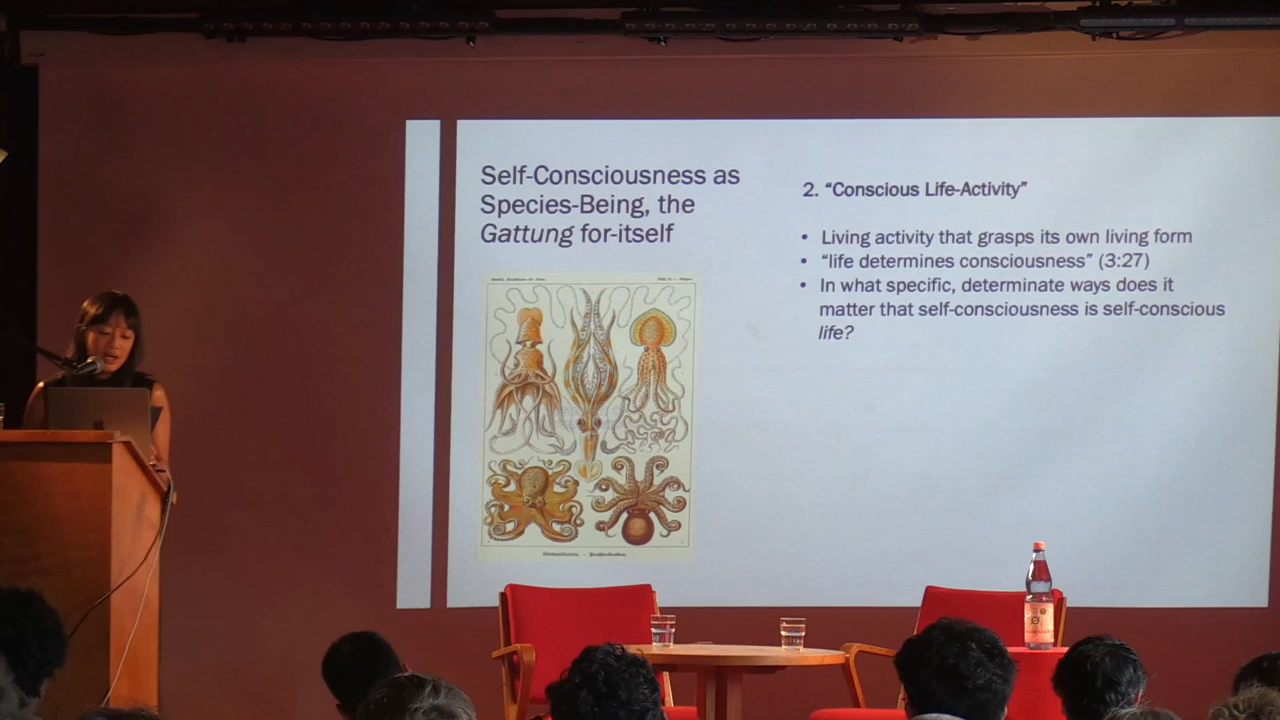 Self-Consciousness as
Species-Being, the
Gattung for-itself
2. “Conscious Life-Activity”
• Living activity that grasps its own living form
• “life determines consciousness” (3:27)
• In what specific, determinate ways does it
matter that self-consciousness is self-conscious
life?